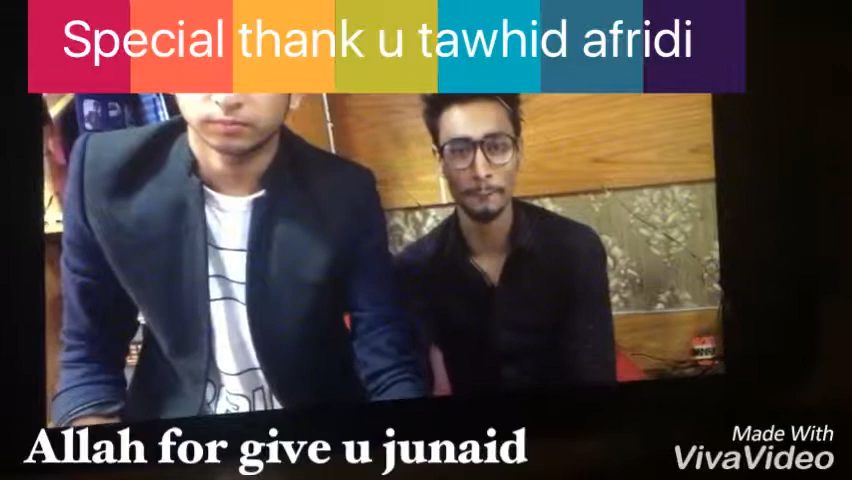 Special thank u tawhid afridi
Allah for give u junaid
Made With
VivaVideo